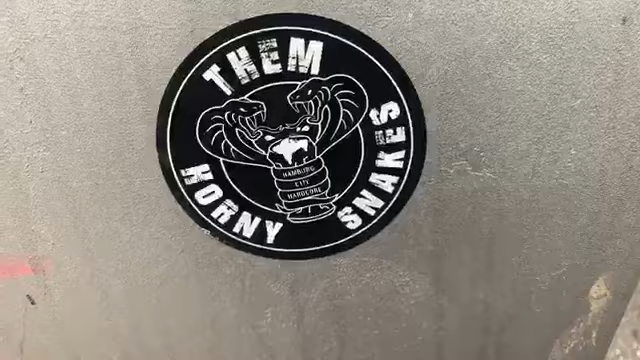 THEM
HORNY
SNAKES
HAMBURG
CITY
HARDCORE